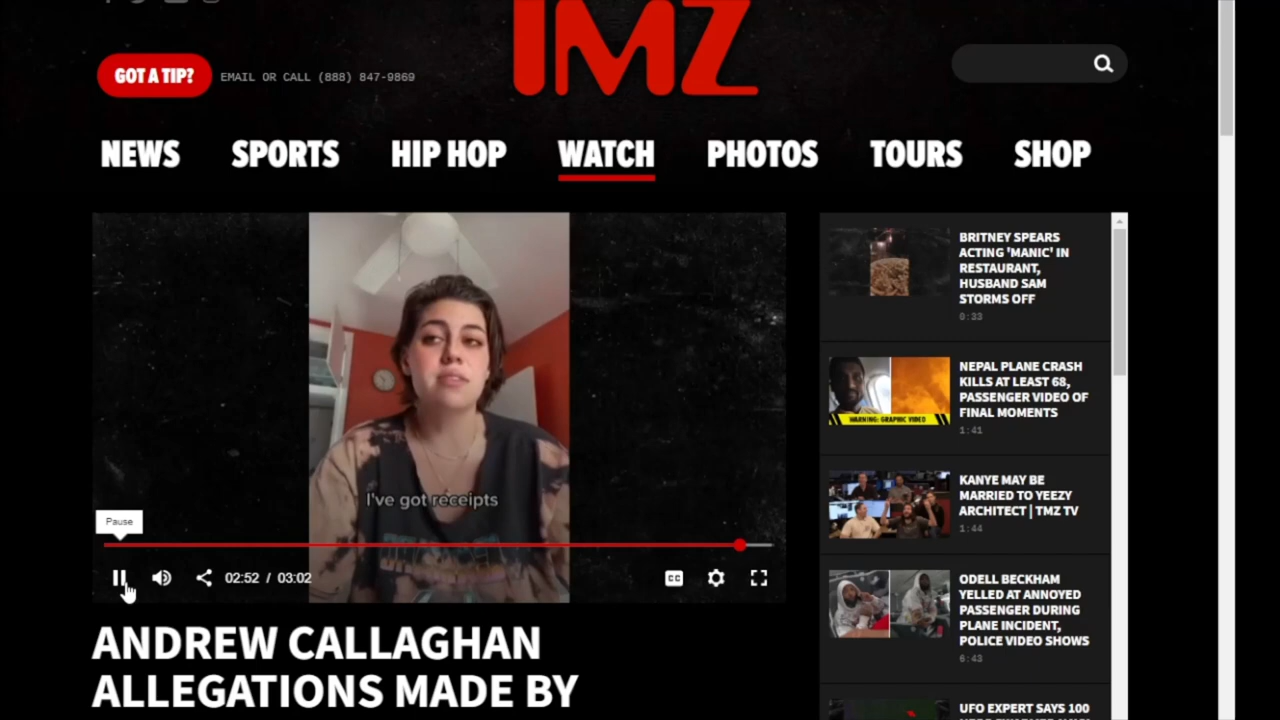 TMZ
GOT A TIP?
EMAIL OR CALL (888) 847-9869
NEWS
SPORTS
HIP HOP
WATCH
PHOTOS
TOURS
SHOP
I've got receipts
Pause
02:52 / 03:02
CC
ANDREW CALLAGHAN
ALLEGATIONS MADE BY
BRITNEY SPEARS
ACTING 'MANIC' IN
RESTAURANT,
HUSBAND SAM
STORMS OFF
0:33
WARNING: GRAPHIC VIDEO
NEPAL PLANE CRASH
KILLS AT LEAST 68,
PASSENGER VIDEO OF
FINAL MOMENTS
1:41
KANYE MAY BE
MARRIED TO YEEZY
ARCHITECT | TMZ TV
1:44
ODELL BECKHAM
YELLED AT ANNOYED
PASSENGER DURING
PLANE INCIDENT,
POLICE VIDEO SHOWS
6:43
UFO EXPERT SAYS 100